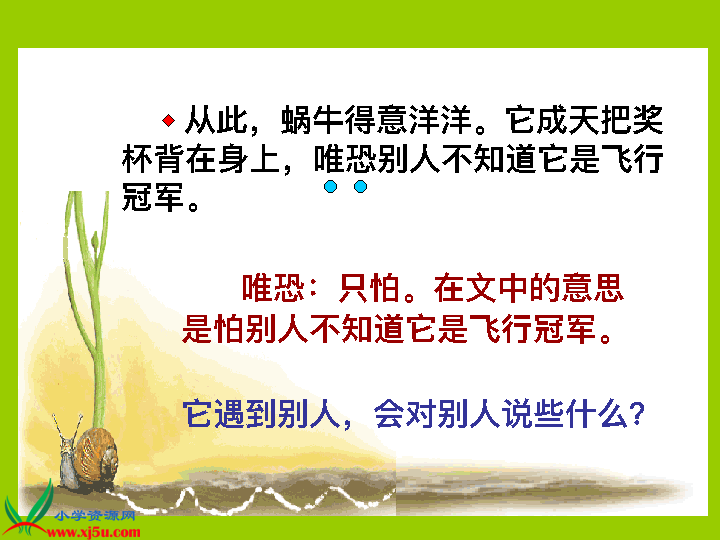 从此，蜗牛得意洋洋。它成天把奖
杯背在身上，唯恐别人不知道它是飞行
冠军。
唯恐：只怕。在文中的意思
是怕别人不知道它是飞行冠军。
它遇到别人，会对别人说些什么？
小学资源网
www.xj5u.com